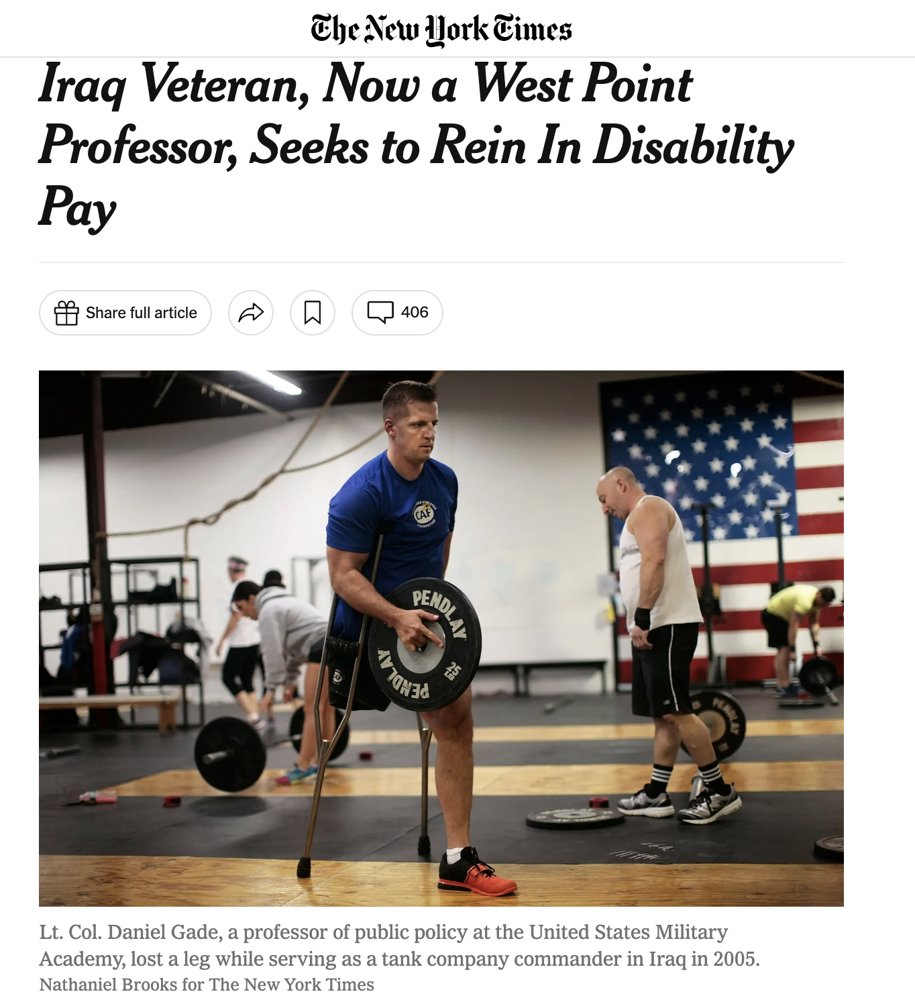 The New York Times
Iraq Veteran, Now a West Point
Professor, Seeks to Rein In Disability
Pay
Share full article
406
CAF
PENDLAY
25
LB
PENDLAY
PENDLAY
Lt. Col. Daniel Gade, a professor of public policy at the United States Military
Academy, lost a leg while serving as a tank company commander in Iraq in 2005.
Nathaniel Brooks for The New York Times